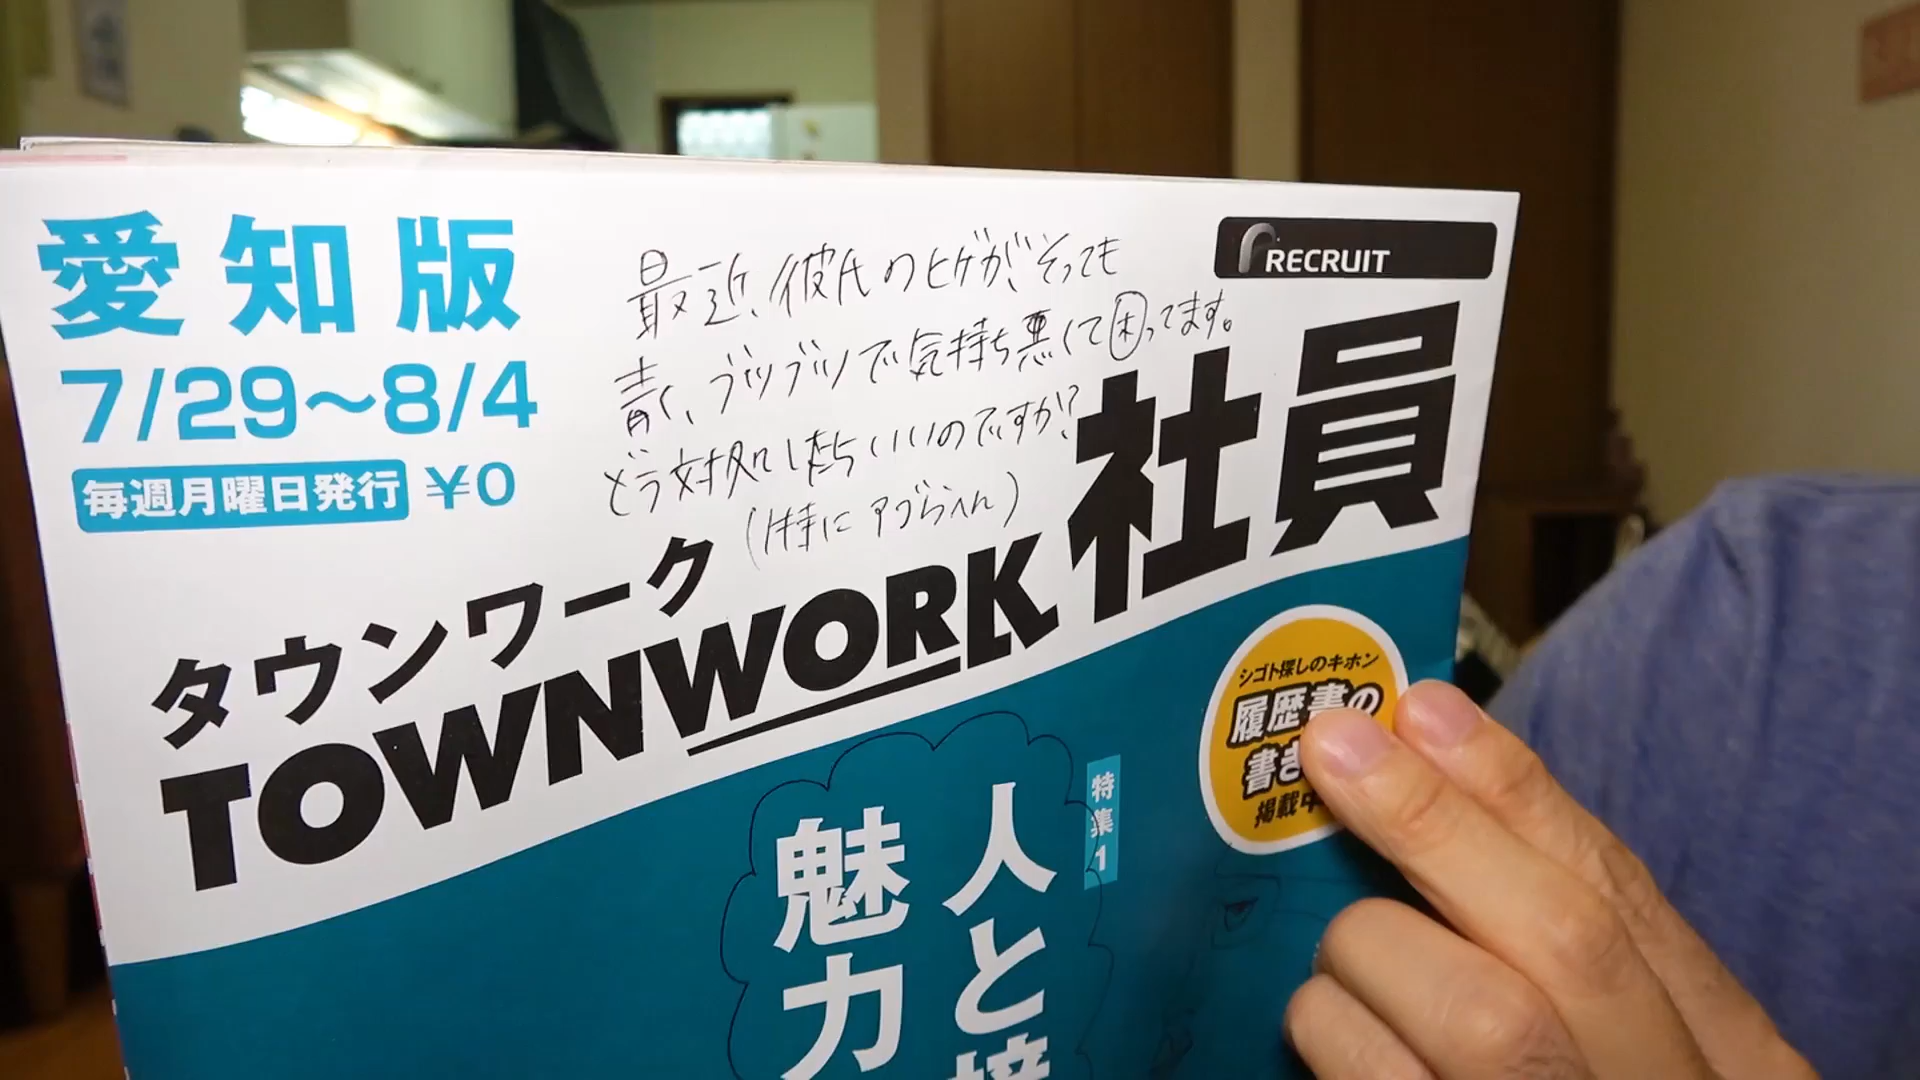 愛知版
7/29〜8/4
毎週月曜日発行 ¥0
最近、彼氏のヒゲが、そっても
青く、ブツブツで気持ち悪くて困ってます。
どう対処したらいいのですか?
(特にアブらへん)
RECRUIT
タウンワーク
TOWNWORK 社員
シゴト探しのキホン
履歴書の
書き
掲載中
特集1
人と接
魅力